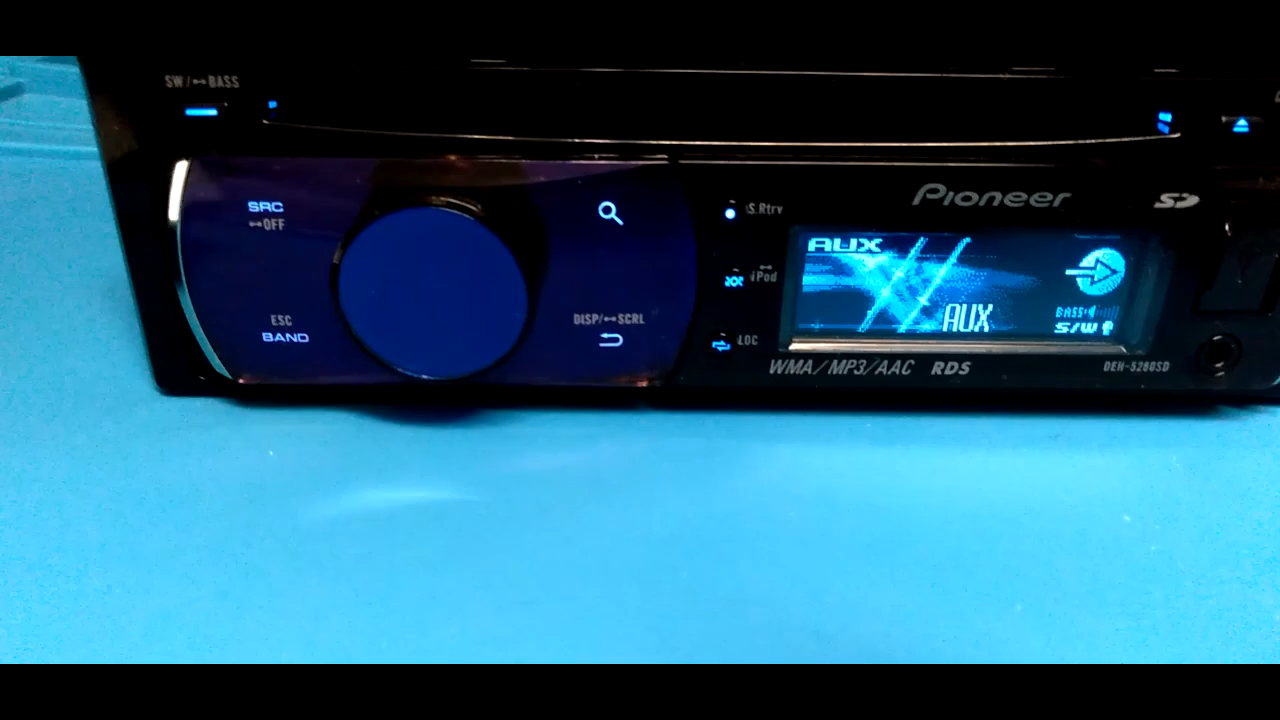 SW/⊷BASS
SRC
⊷OFF
ESC
BAND
DISP/⊷SCRL
S.Rtrv
iPod
LOC
Pioneer
SD
AUX
AUX
BASS
S/W
WMA/MP3/AAC RDS
DEH-5280SD